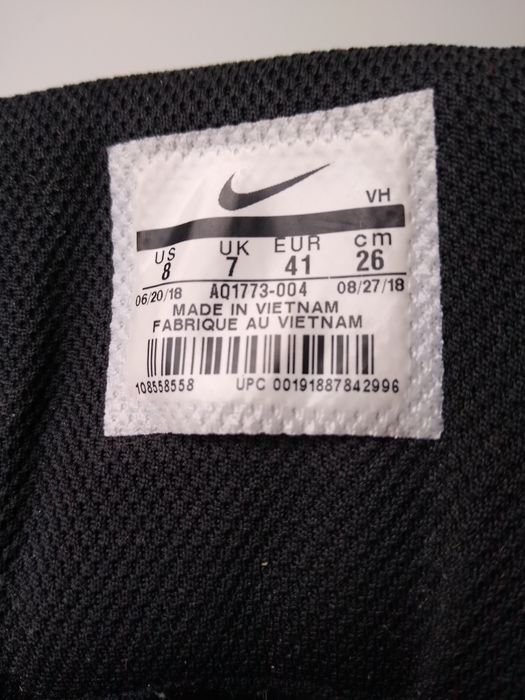 VH
US UK EUR cm
8 7 41 26
06/20/18 AQ1773-004 08/27/18
MADE IN VIETNAM
FABRIQUE AU VIETNAM
108558558 UPC 00191887842996